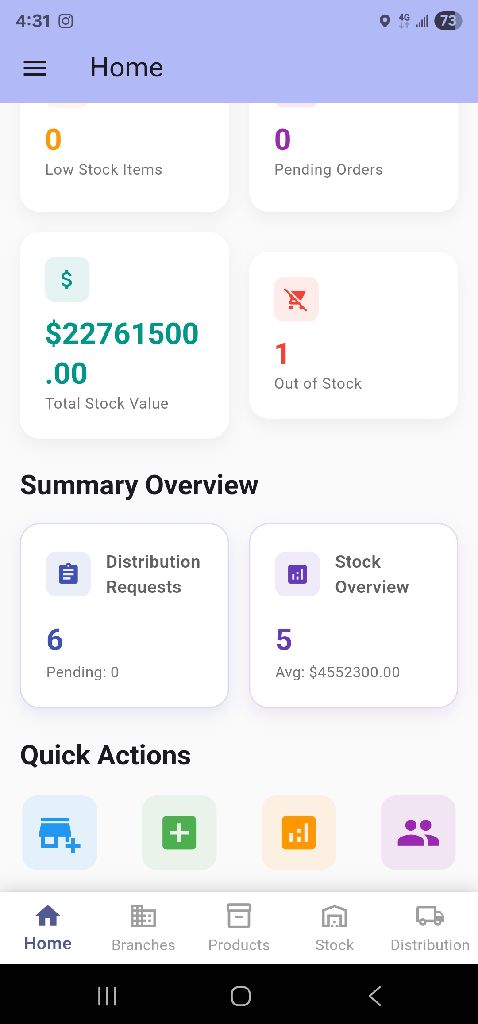 4:31
4G
73
Home
0
Low Stock Items
0
Pending Orders
$22761500
.00
Total Stock Value
1
Out of Stock
Summary Overview
Distribution
Requests
6
Pending: 0
Stock
Overview
5
Avg: $4552300.00
Quick Actions
Home
Branches
Products
Stock
Distribution